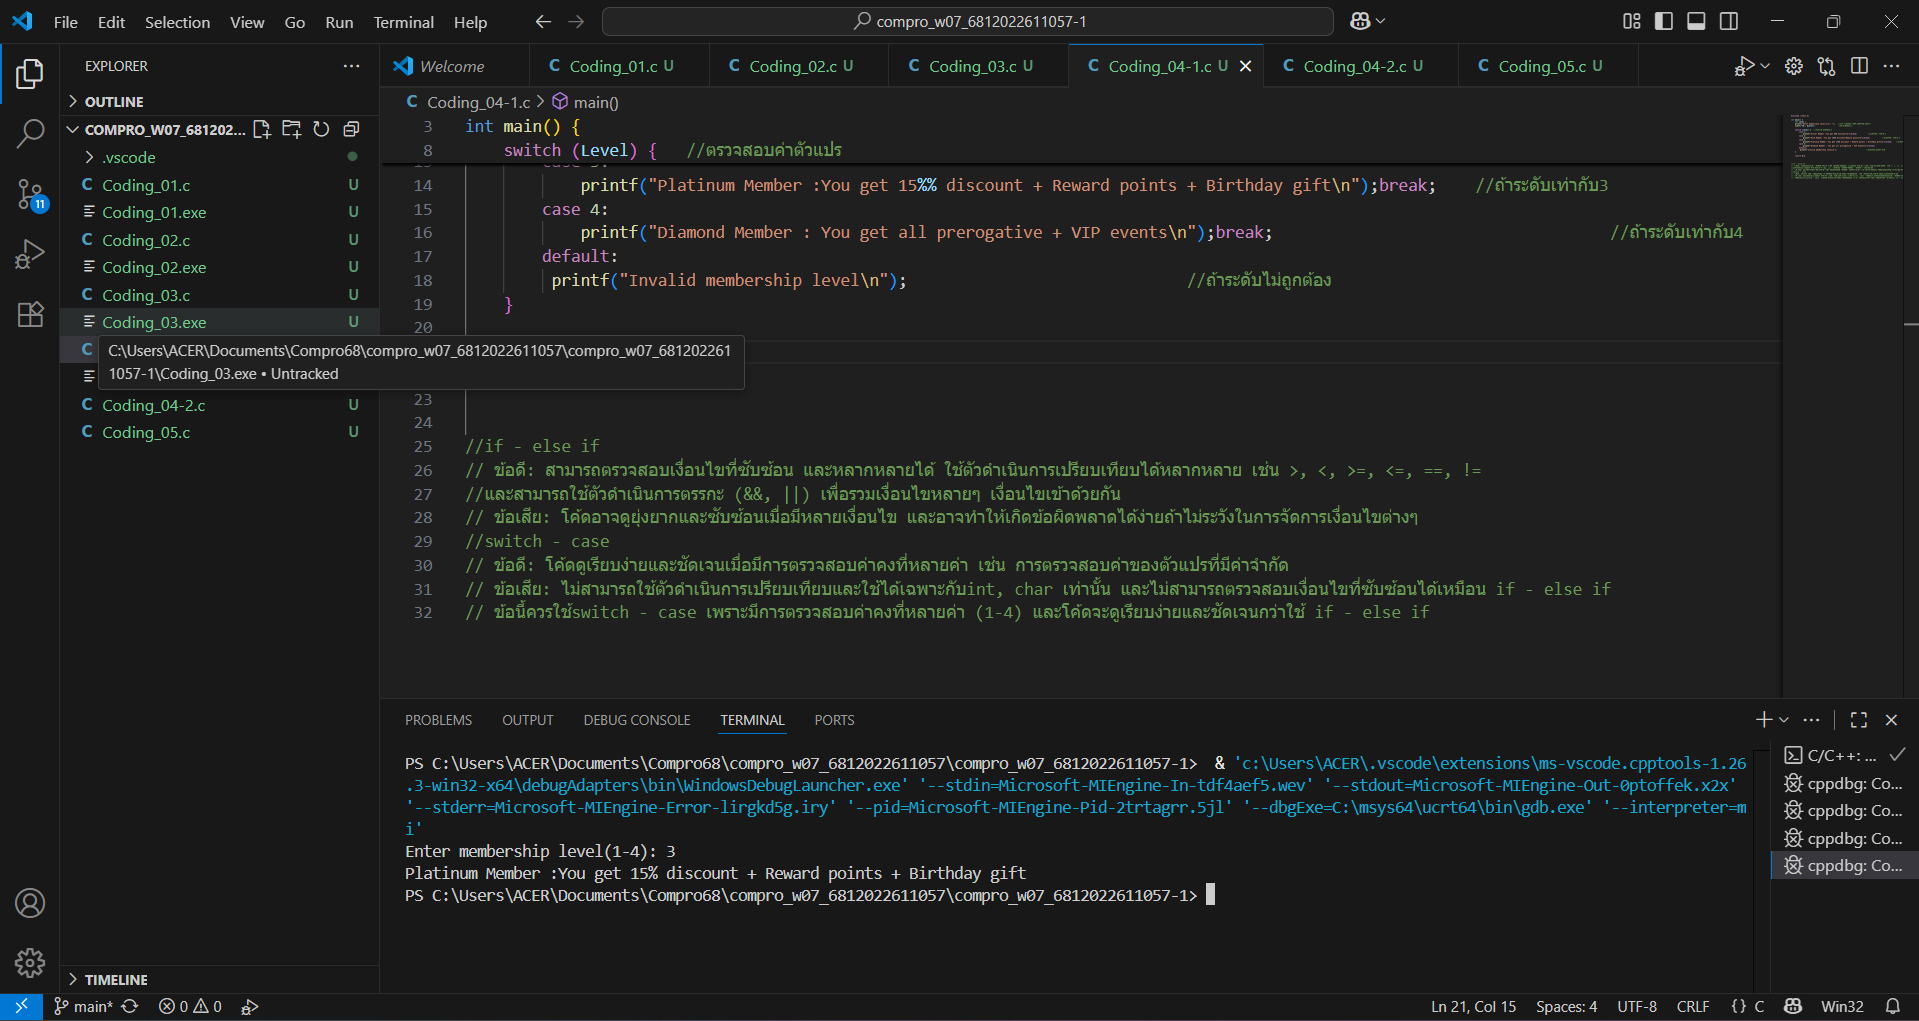 File Edit Selection View Go Run Terminal Help
compro_w07_6812022611057-1
EXPLORER
OUTLINE
COMPRO_W07_681202...
.vscode
Coding_01.c U
Coding_01.exe U
Coding_02.c U
Coding_02.exe U
Coding_03.c U
Coding_03.exe U
C:\Users\ACER\Documents\Compro68\compro_w07_6812022611057\compro_w07_681202261
1057-1\Coding_03.exe • Untracked
Coding_04-2.c U
Coding_05.c U
TIMELINE
Welcome
C Coding_01.c U
C Coding_02.c U
C Coding_03.c U
C Coding_04-1.c U
C Coding_04-2.c U
C Coding_05.c U
C Coding_04-1.c > main()
3 int main() {
8 switch (Level) { //ตรวจสอบค่าตัวแปร
14 printf("Platinum Member :You get 15%% discount + Reward points + Birthday gift\n");break; //ถ้าระดับเท่ากับ3
15 case 4:
16 printf("Diamond Member : You get all prerogative + VIP events\n");break; //ถ้าระดับเท่ากับ4
17 default:
18 printf("Invalid membership level\n"); //ถ้าระดับไม่ถูกต้อง
19 }
20
23
24
25 //if - else if
26 // ข้อดี: สามารถตรวจสอบเงื่อนไขที่ซับซ้อน และหลากหลายได้ ใช้ตัวดำเนินการเปรียบเทียบได้หลากหลาย เช่น >, <, >=, <=, ==, !=
27 //และสามารถใช้ตัวดำเนินการตรรกะ (&&, ||) เพื่อรวมเงื่อนไขหลายๆ เงื่อนไขเข้าด้วยกัน
28 // ข้อเสีย: โค้ดอาจดูยุ่งยากและซับซ้อนเมื่อมีหลายเงื่อนไข และอาจทำให้เกิดข้อผิดพลาดได้ง่ายถ้าไม่ระวังในการจัดการเงื่อนไขต่างๆ
29 //switch - case
30 // ข้อดี: โค้ดดูเรียบง่ายและชัดเจนเมื่อมีการตรวจสอบค่าคงที่หลายค่า เช่น การตรวจสอบค่าของตัวแปรที่มีค่าจำกัด
31 // ข้อเสีย: ไม่สามารถใช้ตัวดำเนินการเปรียบเทียบและใช้ได้เฉพาะกับint, char เท่านั้น และไม่สามารถตรวจสอบเงื่อนไขที่ซับซ้อนได้เหมือน if - else if
32 // ข้อนี้ควรใช้switch - case เพราะมีการตรวจสอบค่าคงที่หลายค่า (1-4) และโค้ดจะดูเรียบง่ายและชัดเจนกว่าใช้ if - else if
PROBLEMS OUTPUT DEBUG CONSOLE TERMINAL PORTS
PS C:\Users\ACER\Documents\Compro68\compro_w07_6812022611057\compro_w07_6812022611057-1> & 'c:\Users\ACER\.vscode\extensions\ms-vscode.cpptools-1.26
.3-win32-x64\debugAdapters\bin\WindowsDebugLauncher.exe' '--stdin=Microsoft-MIEngine-In-tdf4aef5.wev' '--stdout=Microsoft-MIEngine-Out-0ptoffek.x2x'
'--stderr=Microsoft-MIEngine-Error-lirgkd5g.iry' '--pid=Microsoft-MIEngine-Pid-2trtagrr.5jl' '--dbgExe=C:\msys64\ucrt64\bin\gdb.exe' '--interpreter=m
i'
Enter membership level(1-4): 3
Platinum Member :You get 15% discount + Reward points + Birthday gift
PS C:\Users\ACER\Documents\Compro68\compro_w07_6812022611057\compro_w07_6812022611057-1>
C/C++: ...
cppdbg: Co...
cppdbg: Co...
cppdbg: Co...
cppdbg: Co...
11
main* 0 0
Ln 21, Col 15 Spaces: 4 UTF-8 CRLF {} C Win32